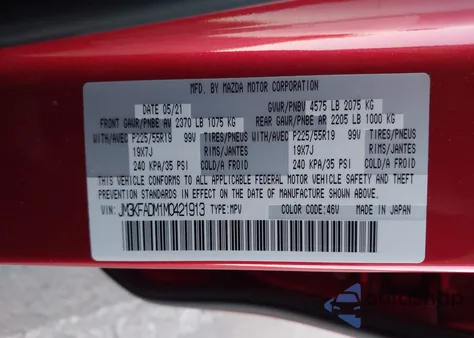 MFD. BY MAZDA MOTOR CORPORATION
DATE 05/21 GVWR/PNBV 4575 LB 2075 KG
FRONT GAWR/PNBE AV 2370 LB 1075 KG REAR GAWR/PNBE AR 2205 LB 1000 KG
WITH/AVEC P225/55R19 99V TIRES/PNEUS WITH/AVEC P225/55R19 99V TIRES/PNEUS
19X7J RIMS/JANTES 19X7J RIMS/JANTES
240 KPA/35 PSI COLD/A FROID 240 KPA/35 PSI COLD/A FROID
THIS VEHICLE CONFORMS TO ALL APPLICABLE FEDERAL MOTOR VEHICLE SAFETY, BUMPER, AND THEFT
PREVENTION STANDARDS IN EFFECT ON THE DATE OF MANUFACTURE SHOWN ABOVE.
VIN: JM3KFADM1M0421913 TYPE:MPV COLOR CODE:46V MADE IN JAPAN
autoshop